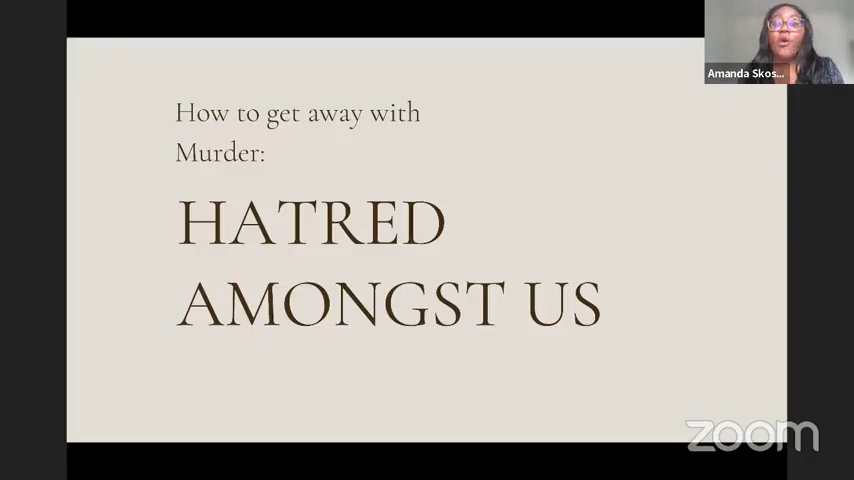 Amanda Skos...
How to get away with
Murder:
HATRED
AMONGST US
zoom